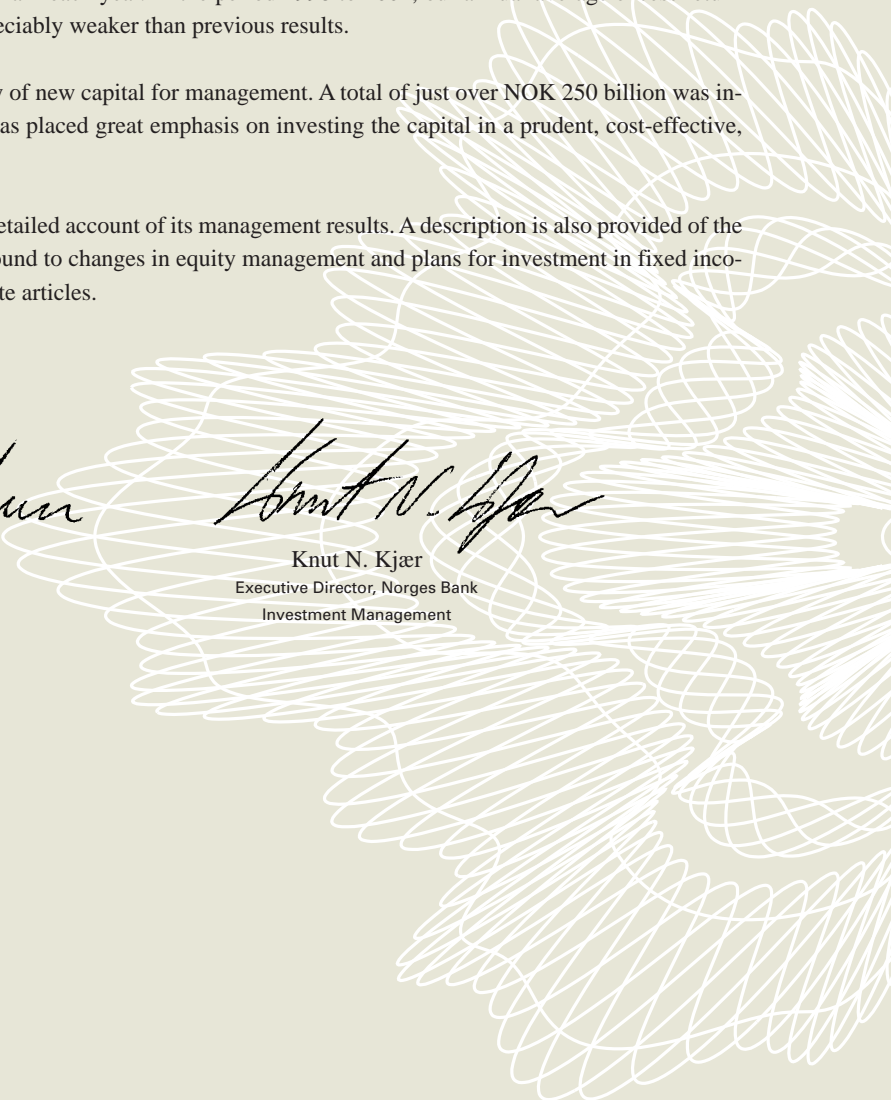 eciably weaker than previous results.
y of new capital for management. A total of just over NOK 250 billion was in-
as placed great emphasis on investing the capital in a prudent, cost-effective,
etailed account of its management results. A description is also provided of the
ound to changes in equity management and plans for investment in fixed inco-
te articles.
Knut N. Kjær
Knut N. Kjær
Executive Director, Norges Bank
Investment Management